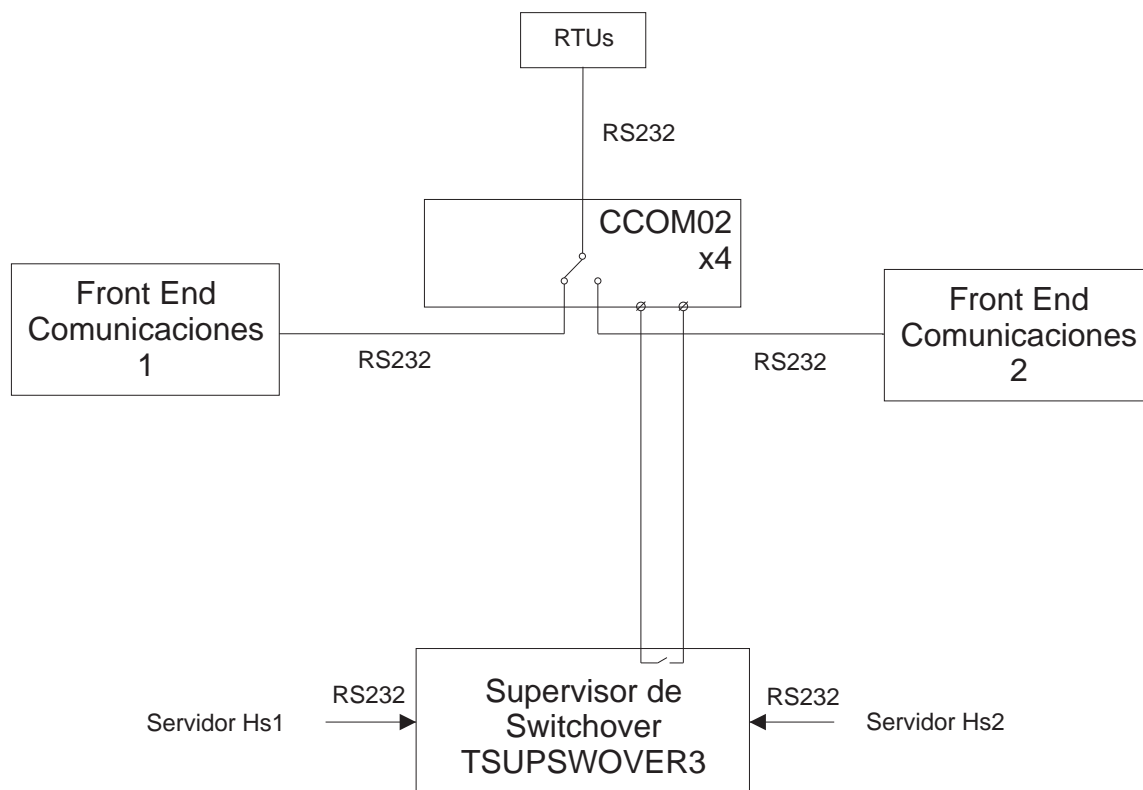 RTUs
RS232
CCOM02
x4
Front End
Comunicaciones
1
RS232
RS232
Front End
Comunicaciones
2
RS232
Servidor Hs1
Supervisor de
Switchover
TSUPSWOVER3
RS232
Servidor Hs2